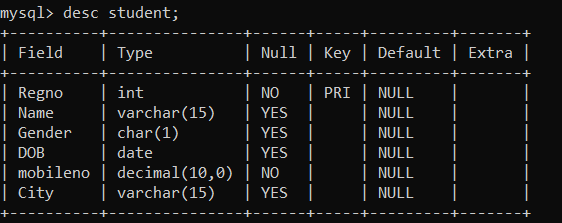 mysql> desc student;
+----------+---------------+------+-----+---------+-------+
| Field    | Type          | Null | Key | Default | Extra |
+----------+---------------+------+-----+---------+-------+
| Regno    | int           | NO   | PRI | NULL    |       |
| Name     | varchar(15)   | YES  |     | NULL    |       |
| Gender   | char(1)       | YES  |     | NULL    |       |
| DOB      | date          | YES  |     | NULL    |       |
| mobileno | decimal(10,0) | NO   |     | NULL    |       |
| City     | varchar(15)   | YES  |     | NULL    |       |
+----------+---------------+------+-----+---------+-------+